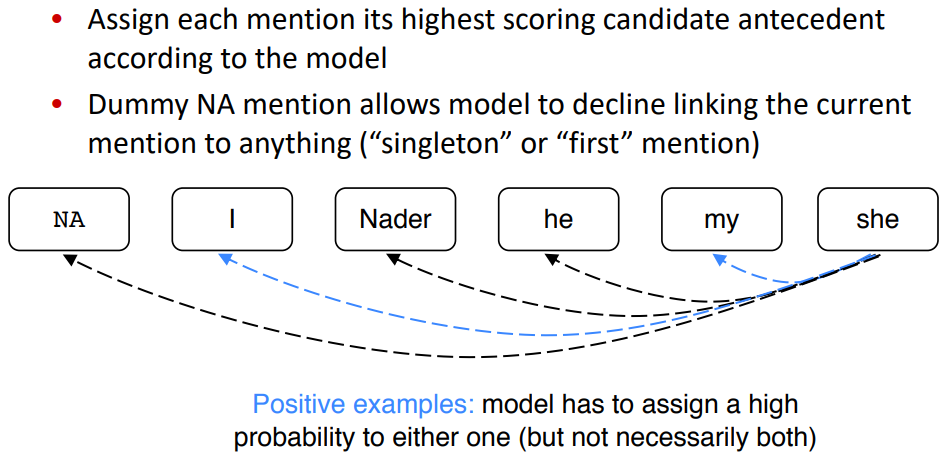 • Assign each mention its highest scoring candidate antecedent
according to the model
• Dummy NA mention allows model to decline linking the current
mention to anything (“singleton” or “first” mention)
NA I Nader he my she
Positive examples: model has to assign a high
probability to either one (but not necessarily both)